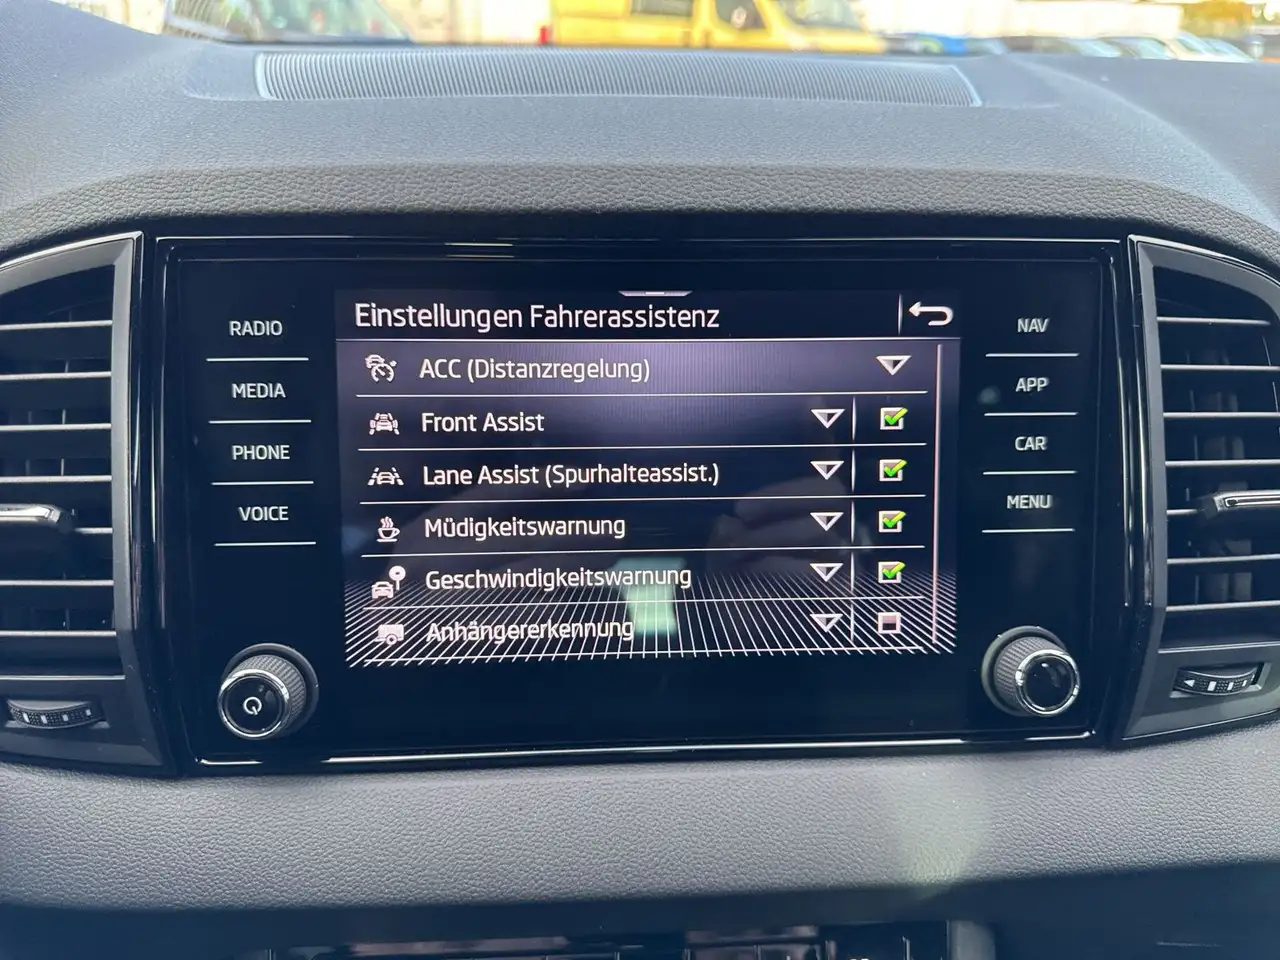 Einstellungen Fahrerassistenz
ACC (Distanzregelung)
Front Assist
Lane Assist (Spurhalteassist.)
Müdigkeitswarnung
Geschwindigkeitswarnung
Anhängererkennung
RADIO
MEDIA
PHONE
VOICE
NAV
APP
CAR
MENU